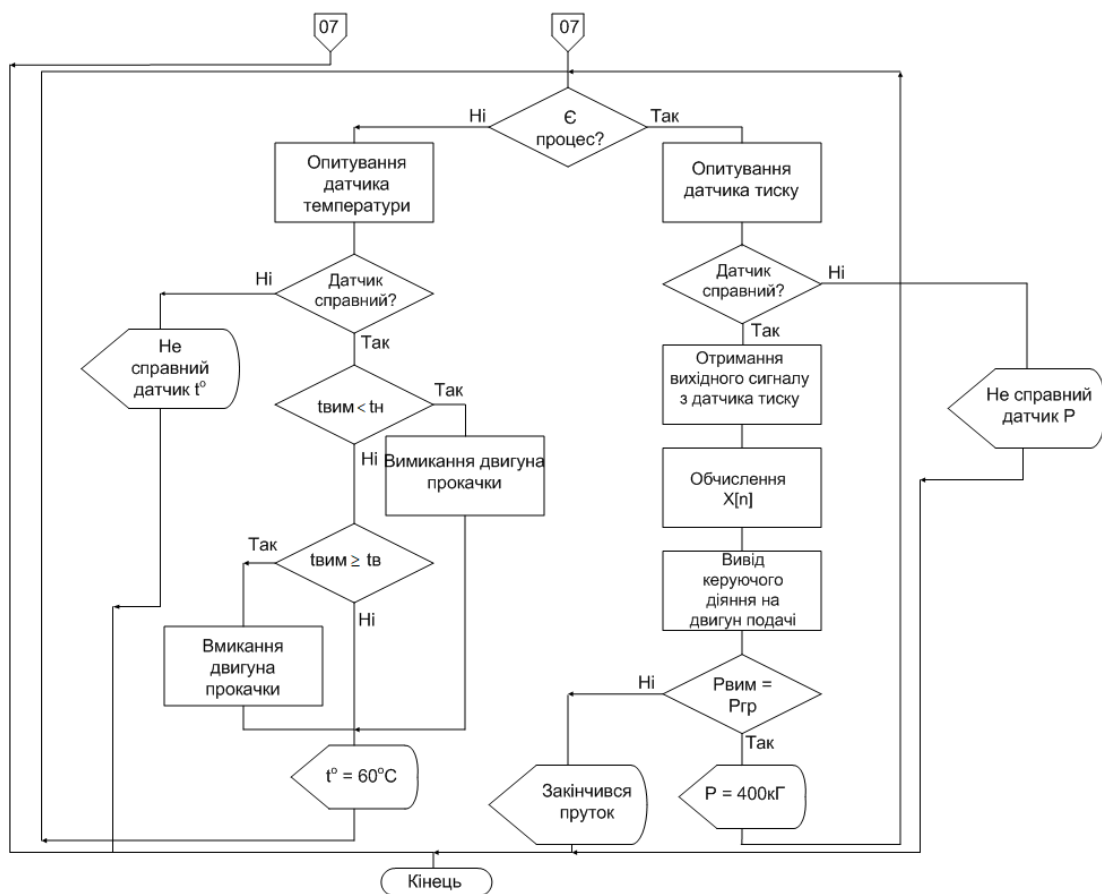 07
07
Є
процес?
Ні
Так
Опитування
датчика
температури
Опитування
датчика тиску
Ні
Датчик
справний?
Так
Датчик
справний?
Ні
Так
Не
справний
датчик t°
tвим < tн
Так
Ні
Отримання
вихідного сигналу
з датчика тиску
Не справний
датчик Р
Вимикання двигуна
прокачки
Обчислення
X[n]
Так
tвим ≥ tв
Ні
Вивід
керуючого
діяння на
двигун подачі
Вмикання
двигуна
прокачки
Ні
Рвим =
Ргр
Так
t° = 60°C
Закінчився
пруток
Р = 400кГ
Кінець